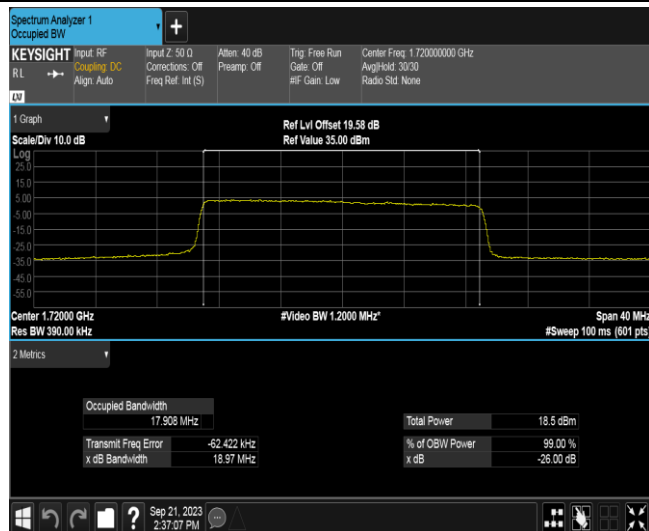 Spectrum Analyzer 1
Occupied BW
+
KEYSIGHT Input: RF Input Z: 50 Ω Atten: 40 dB Trig: Free Run Center Freq: 1.720000000 GHz
RL Coupling: DC Corrections: Off Preamp: Off Gate: Off Avg|Hold: 30/30
Align: Auto Freq Ref: Int (S) #IF Gain: Low Radio Std: None
LXI
1 Graph
Ref Lvl Offset 19.58 dB
Scale/Div 10.0 dB Ref Value 35.00 dBm
Log
25.0
15.0
5.00
-5.00
-15.0
-25.0
-35.0
-45.0
-55.0
Center 1.72000 GHz #Video BW 1.2000 MHz* Span 40 MHz
Res BW 390.00 kHz #Sweep 100 ms (601 pts)
2 Metrics
Occupied Bandwidth
17.908 MHz Total Power 18.5 dBm
Transmit Freq Error -62.422 kHz % of OBW Power 99.00 %
x dB Bandwidth 18.97 MHz x dB -26.00 dB
? Sep 21, 2023
2:37:07 PM